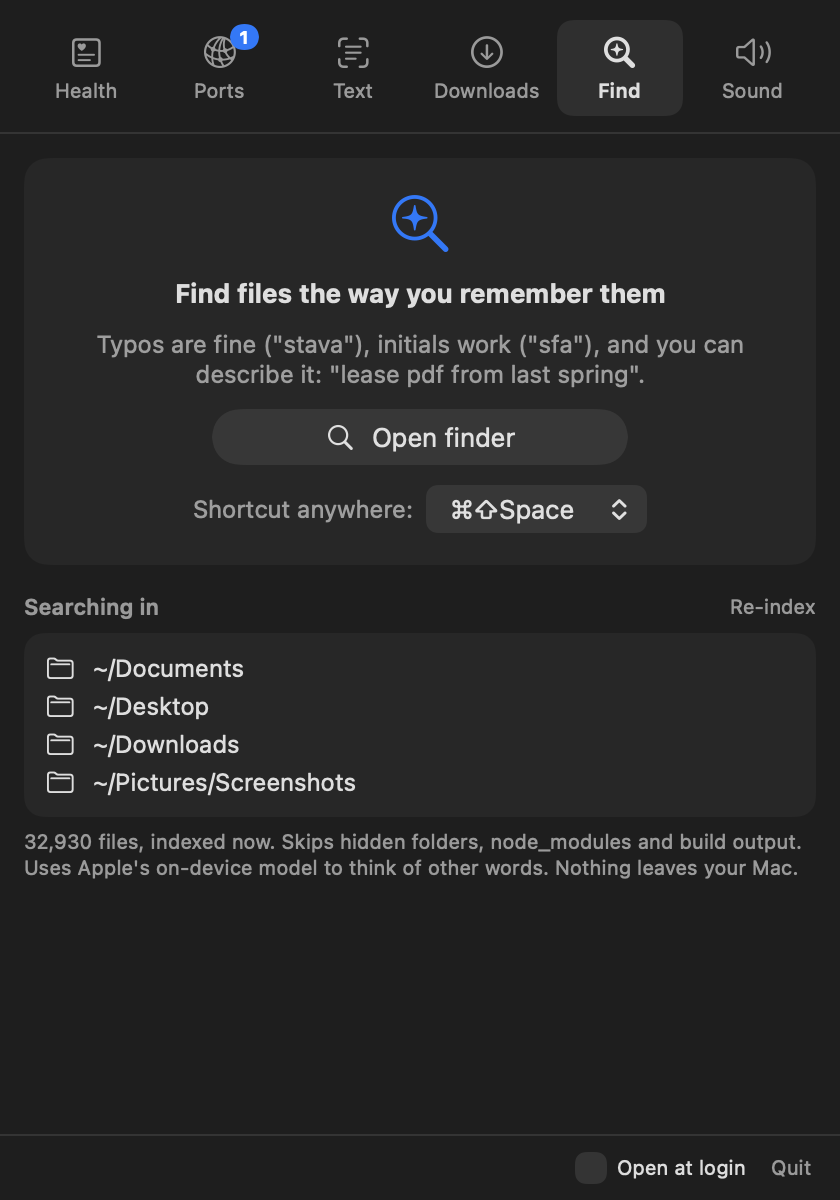 1
Health
Ports
Text
Downloads
Find
Sound
Find files the way you remember them
Typos are fine ("stava"), initials work ("sfa"), and you can
describe it: "lease pdf from last spring".
Open finder
Shortcut anywhere: ⌘⇧Space
Searching in
Re-index
~/Documents
~/Desktop
~/Downloads
~/Pictures/Screenshots
32,930 files, indexed now. Skips hidden folders, node_modules and build output.
Uses Apple's on-device model to think of other words. Nothing leaves your Mac.
Open at login
Quit